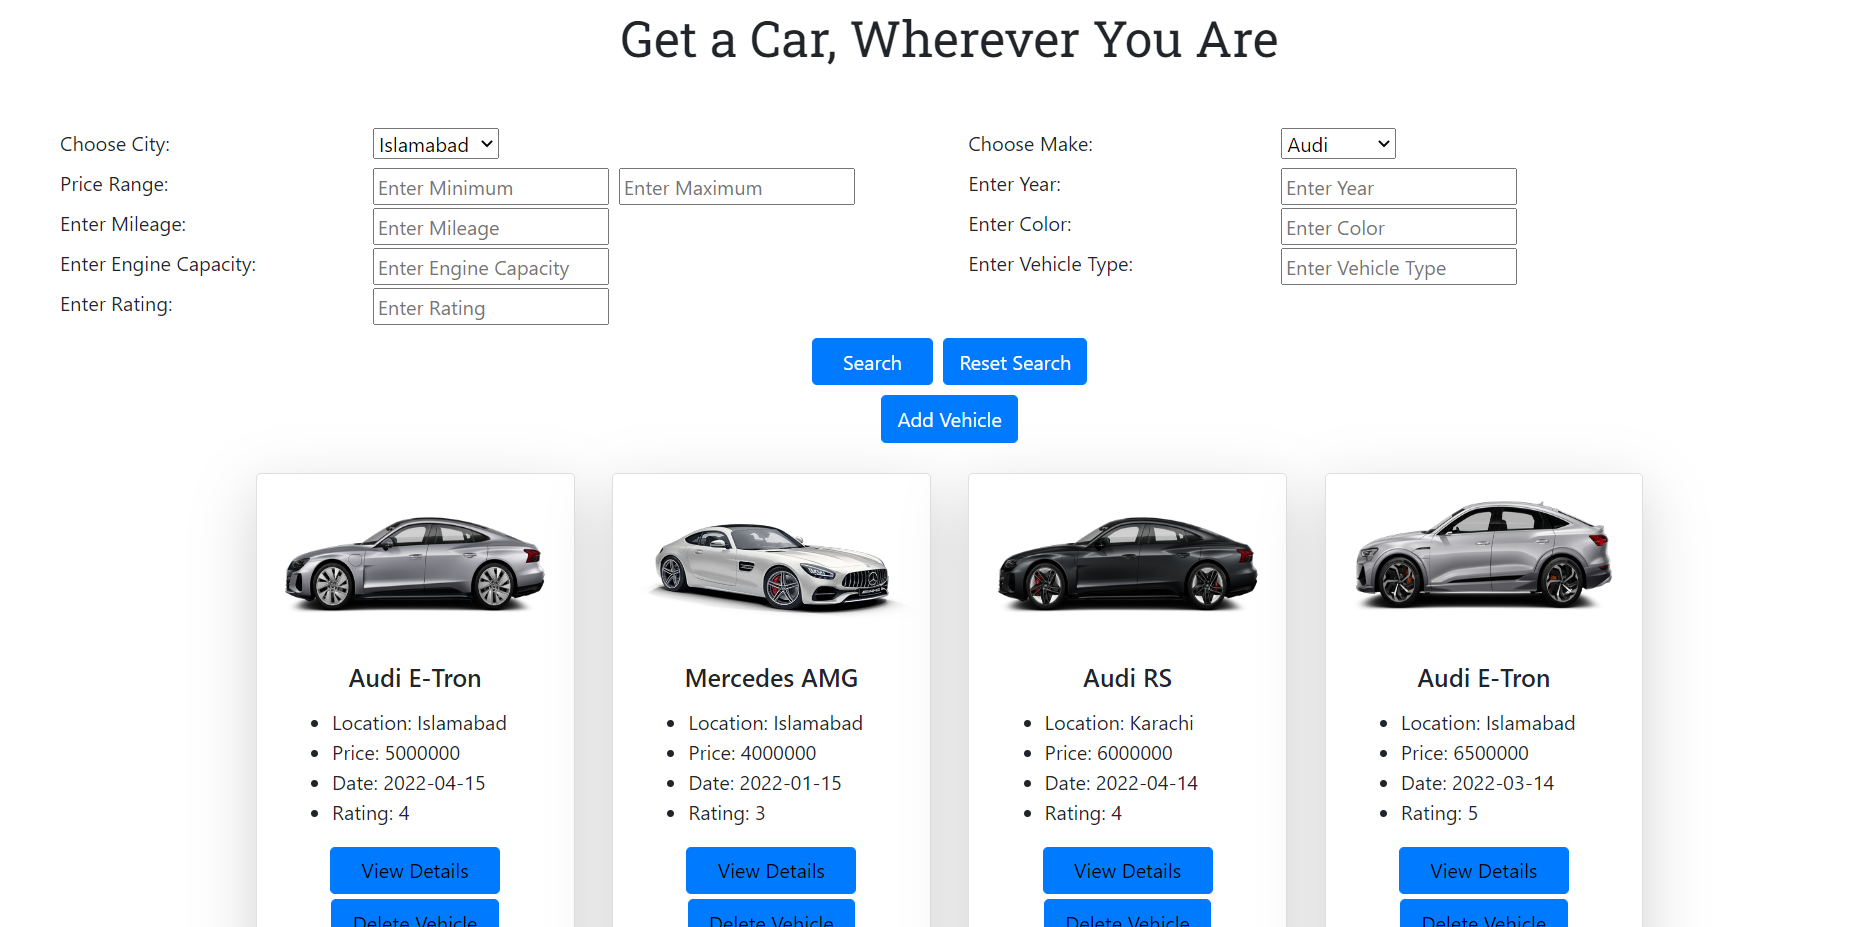 Get a Car, Wherever You Are
Choose City: Islamabad Choose Make: Audi
Price Range: Enter Minimum Enter Maximum Enter Year: Enter Year
Enter Mileage: Enter Mileage Enter Color: Enter Color
Enter Engine Capacity: Enter Engine Capacity Enter Vehicle Type: Enter Vehicle Type
Enter Rating: Enter Rating
Search Reset Search
Add Vehicle
Audi E-Tron
Location: Islamabad
Price: 5000000
Date: 2022-04-15
Rating: 4
View Details
Delete Vehicle
Mercedes AMG
Location: Islamabad
Price: 4000000
Date: 2022-01-15
Rating: 3
View Details
Delete Vehicle
Audi RS
Location: Karachi
Price: 6000000
Date: 2022-04-14
Rating: 4
View Details
Delete Vehicle
Audi E-Tron
Location: Islamabad
Price: 6500000
Date: 2022-03-14
Rating: 5
View Details
Delete Vehicle